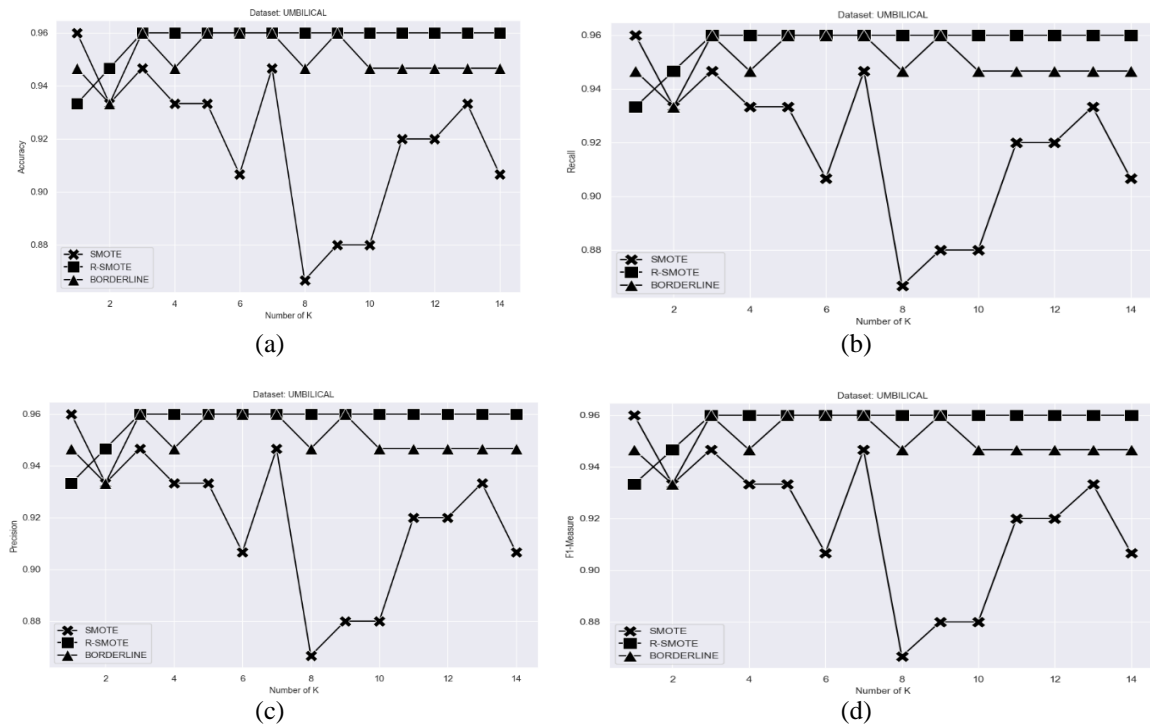 Dataset: UMBILICAL
0.96
0.94
0.92
0.90
0.88
Accuracy
SMOTE
R-SMOTE
BORDERLINE
2 4 6 8 10 12 14
Number of K
(a)
Dataset: UMBILICAL
0.96
0.94
0.92
0.90
0.88
Recall
SMOTE
R-SMOTE
BORDERLINE
2 4 6 8 10 12 14
Number of K
(b)
Dataset: UMBILICAL
0.96
0.94
0.92
0.90
0.88
Precision
SMOTE
R-SMOTE
BORDERLINE
2 4 6 8 10 12 14
Number of K
(c)
Dataset: UMBILICAL
0.96
0.94
0.92
0.90
0.88
F1-Measure
SMOTE
R-SMOTE
BORDERLINE
2 4 6 8 10 12 14
Number of K
(d)